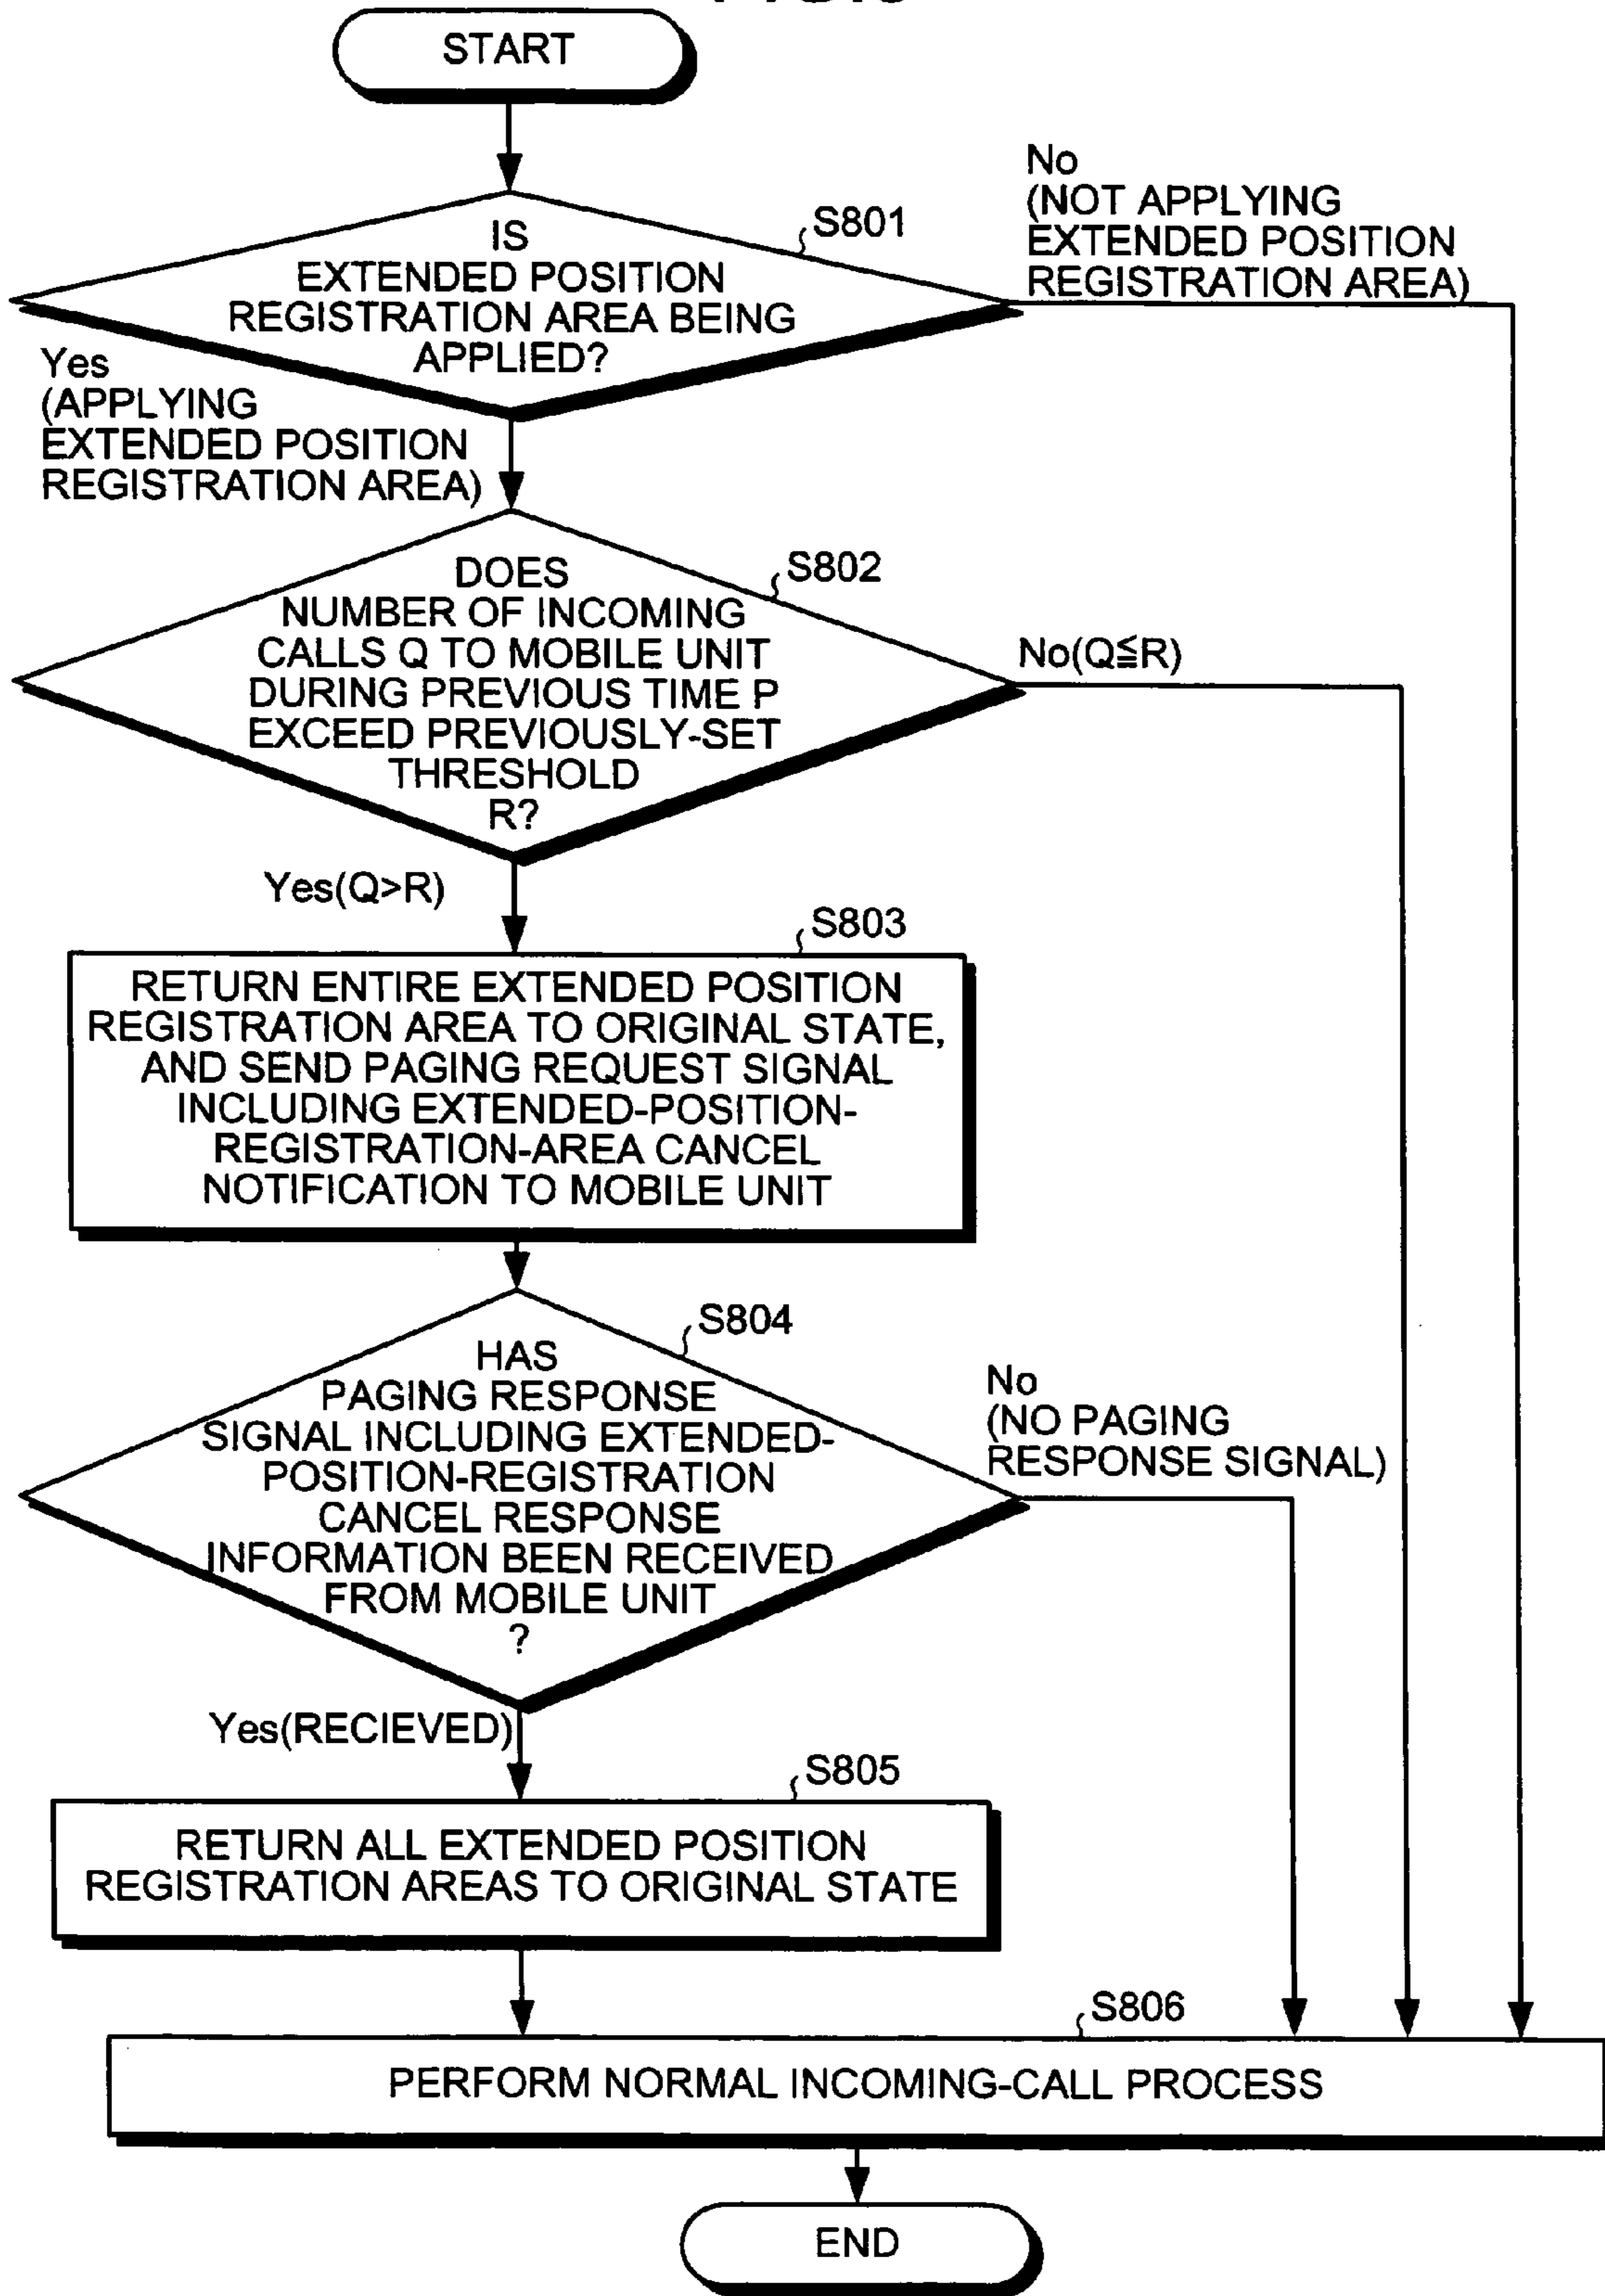 START
No
(NOT APPLYING
EXTENDED POSITION
REGISTRATION AREA)
S801
IS
EXTENDED POSITION
REGISTRATION AREA BEING
APPLIED?
Yes
(APPLYING
EXTENDED POSITION
REGISTRATION AREA)
S802
DOES
NUMBER OF INCOMING
CALLS Q TO MOBILE UNIT
DURING PREVIOUS TIME P
EXCEED PREVIOUSLY-SET
THRESHOLD
R?
No(Q≦R)
Yes(Q>R)
S803
RETURN ENTIRE EXTENDED POSITION
REGISTRATION AREA TO ORIGINAL STATE,
AND SEND PAGING REQUEST SIGNAL
INCLUDING EXTENDED-POSITION-
REGISTRATION-AREA CANCEL
NOTIFICATION TO MOBILE UNIT
S804
HAS
PAGING RESPONSE
SIGNAL INCLUDING EXTENDED-
POSITION-REGISTRATION
CANCEL RESPONSE
INFORMATION BEEN RECEIVED
FROM MOBILE UNIT
?
No
(NO PAGING
RESPONSE SIGNAL)
Yes(RECIEVED)
S805
RETURN ALL EXTENDED POSITION
REGISTRATION AREAS TO ORIGINAL STATE
S806
PERFORM NORMAL INCOMING-CALL PROCESS
END